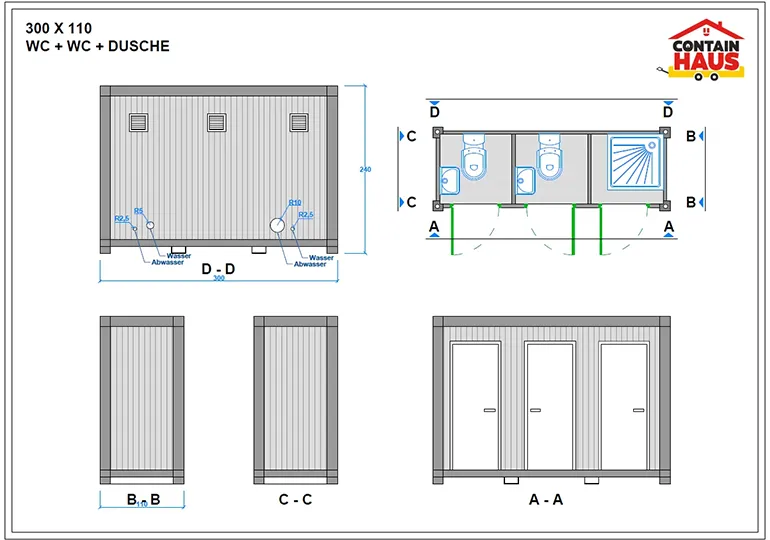 300 X 110
WC + WC + DUSCHE
CONTAIN
HAUS
D D
C B
C B
A A
240
R2,5 R5 R10 R2,5
Wasser
Abwasser
Wasser
Abwasser
D - D
300
B - B
110
C - C
A - A